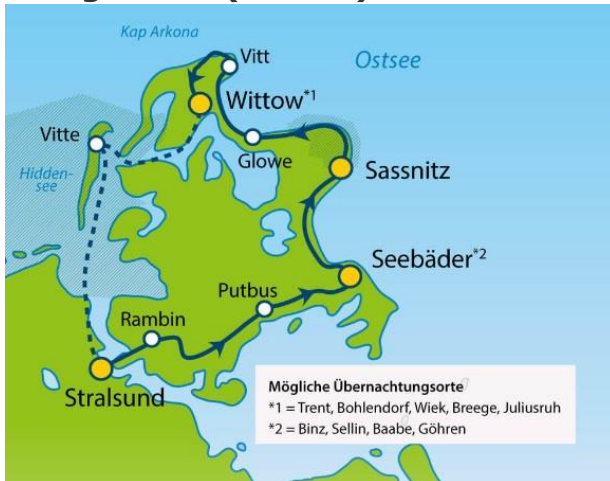 Kap Arkona
Vitt
Ostsee
Wittow*1
Vitte
Glowe
Hidden-
see
Sassnitz
Seebäder*2
Putbus
Rambin
Stralsund
Mögliche Übernachtungsorte
*1 = Trent, Bohlendorf, Wiek, Breege, Juliusruh
*2 = Binz, Sellin, Baabe, Göhren